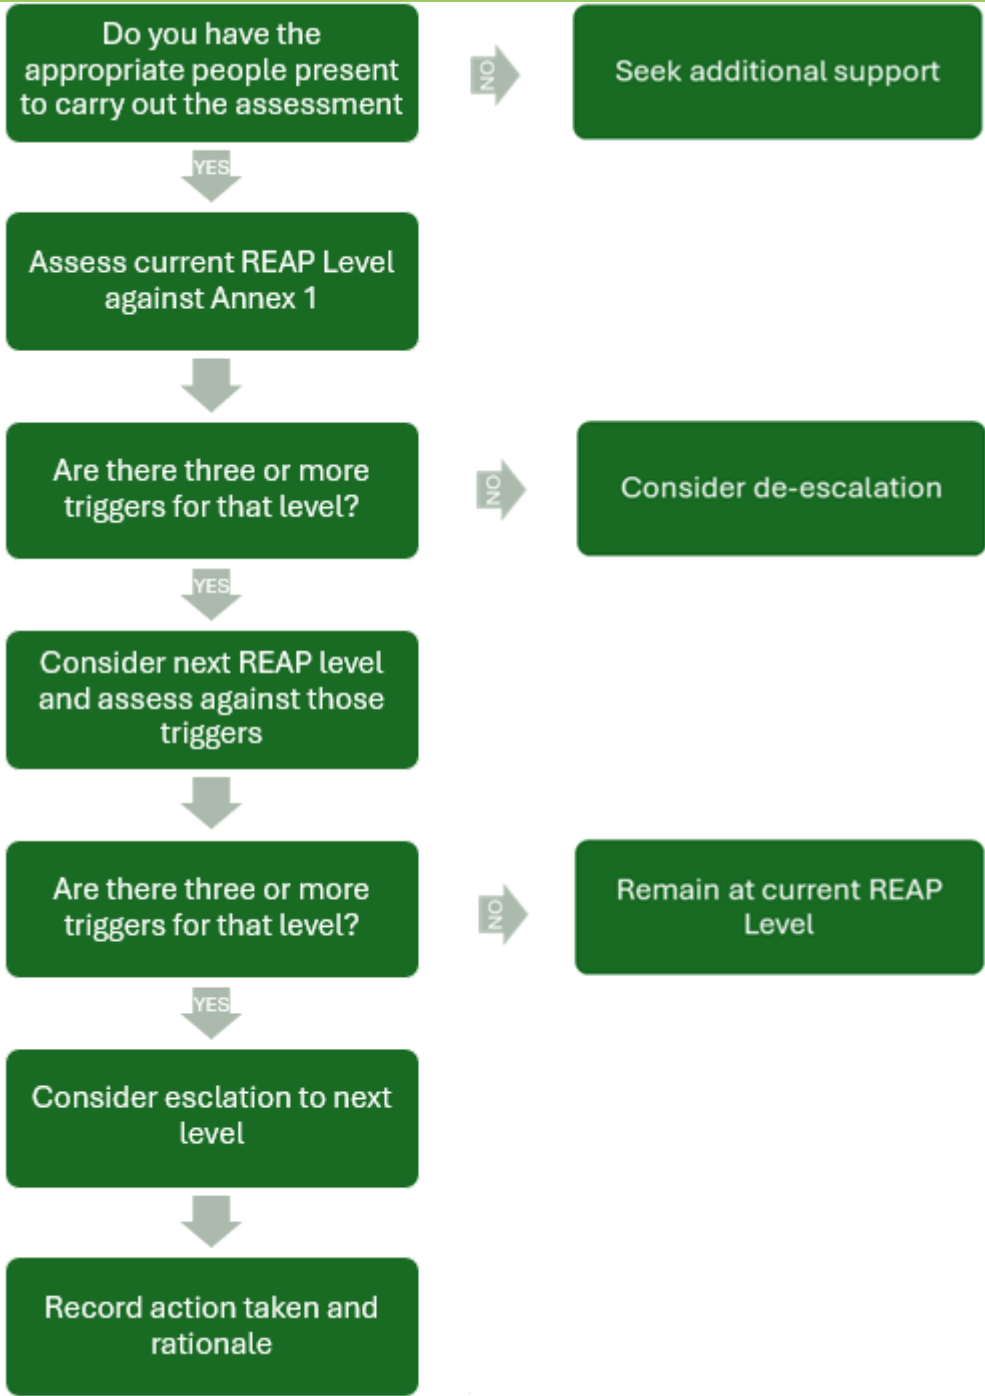 Do you have the
appropriate people present
to carry out the assessment
NO
Seek additional support
YES
Assess current REAP Level
against Annex 1
Are there three or more
triggers for that level?
NO
Consider de-escalation
YES
Consider next REAP level
and assess against those
triggers
Are there three or more
triggers for that level?
NO
Remain at current REAP
Level
YES
Consider esclation to next
level
Record action taken and
rationale